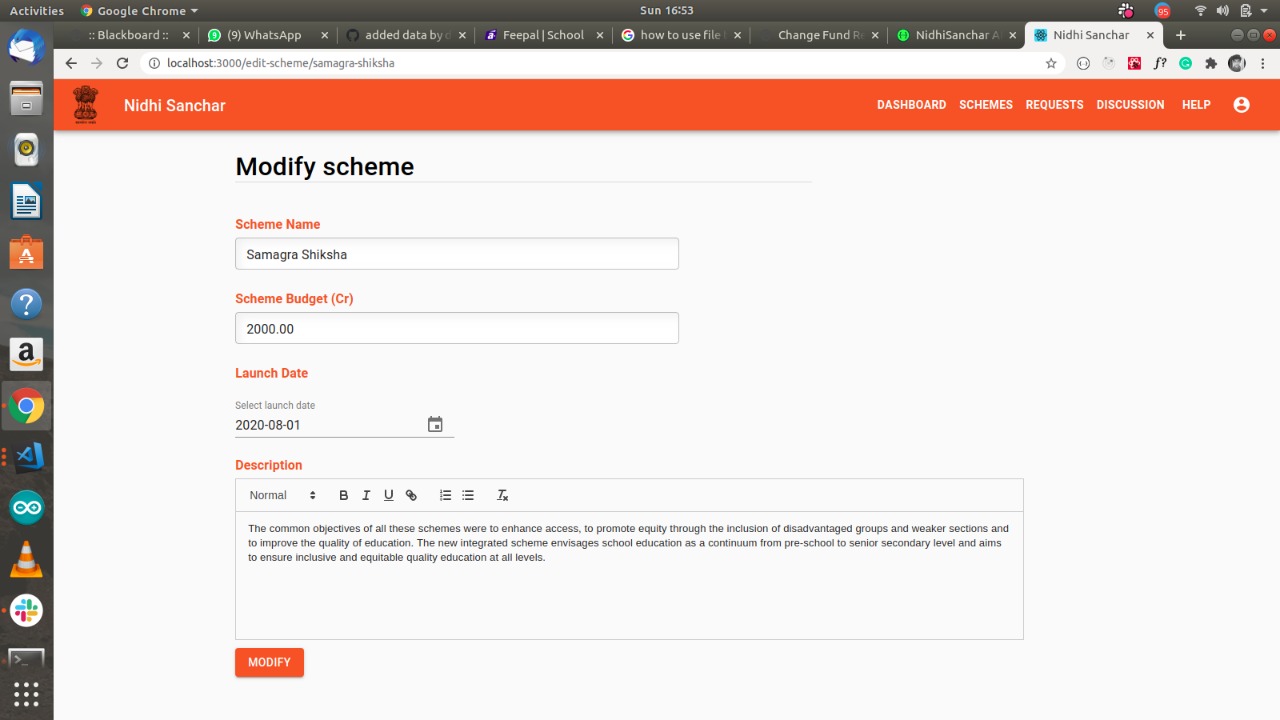 Activities Google Chrome Sun 16:53 95
:: Blackboard :: (9) WhatsApp added data by d Feepal | School how to use file Change Fund Re NidhiSanchar A Nidhi Sanchar
localhost:3000/edit-scheme/samagra-shiksha
Nidhi Sanchar DASHBOARD SCHEMES REQUESTS DISCUSSION HELP
Modify scheme
Scheme Name
Samagra Shiksha
Scheme Budget (Cr)
2000.00
Launch Date
Select launch date
2020-08-01
Description
Normal
The common objectives of all these schemes were to enhance access, to promote equity through the inclusion of disadvantaged groups and weaker sections and
to improve the quality of education. The new integrated scheme envisages school education as a continuum from pre-school to senior secondary level and aims
to ensure inclusive and equitable quality education at all levels.
MODIFY